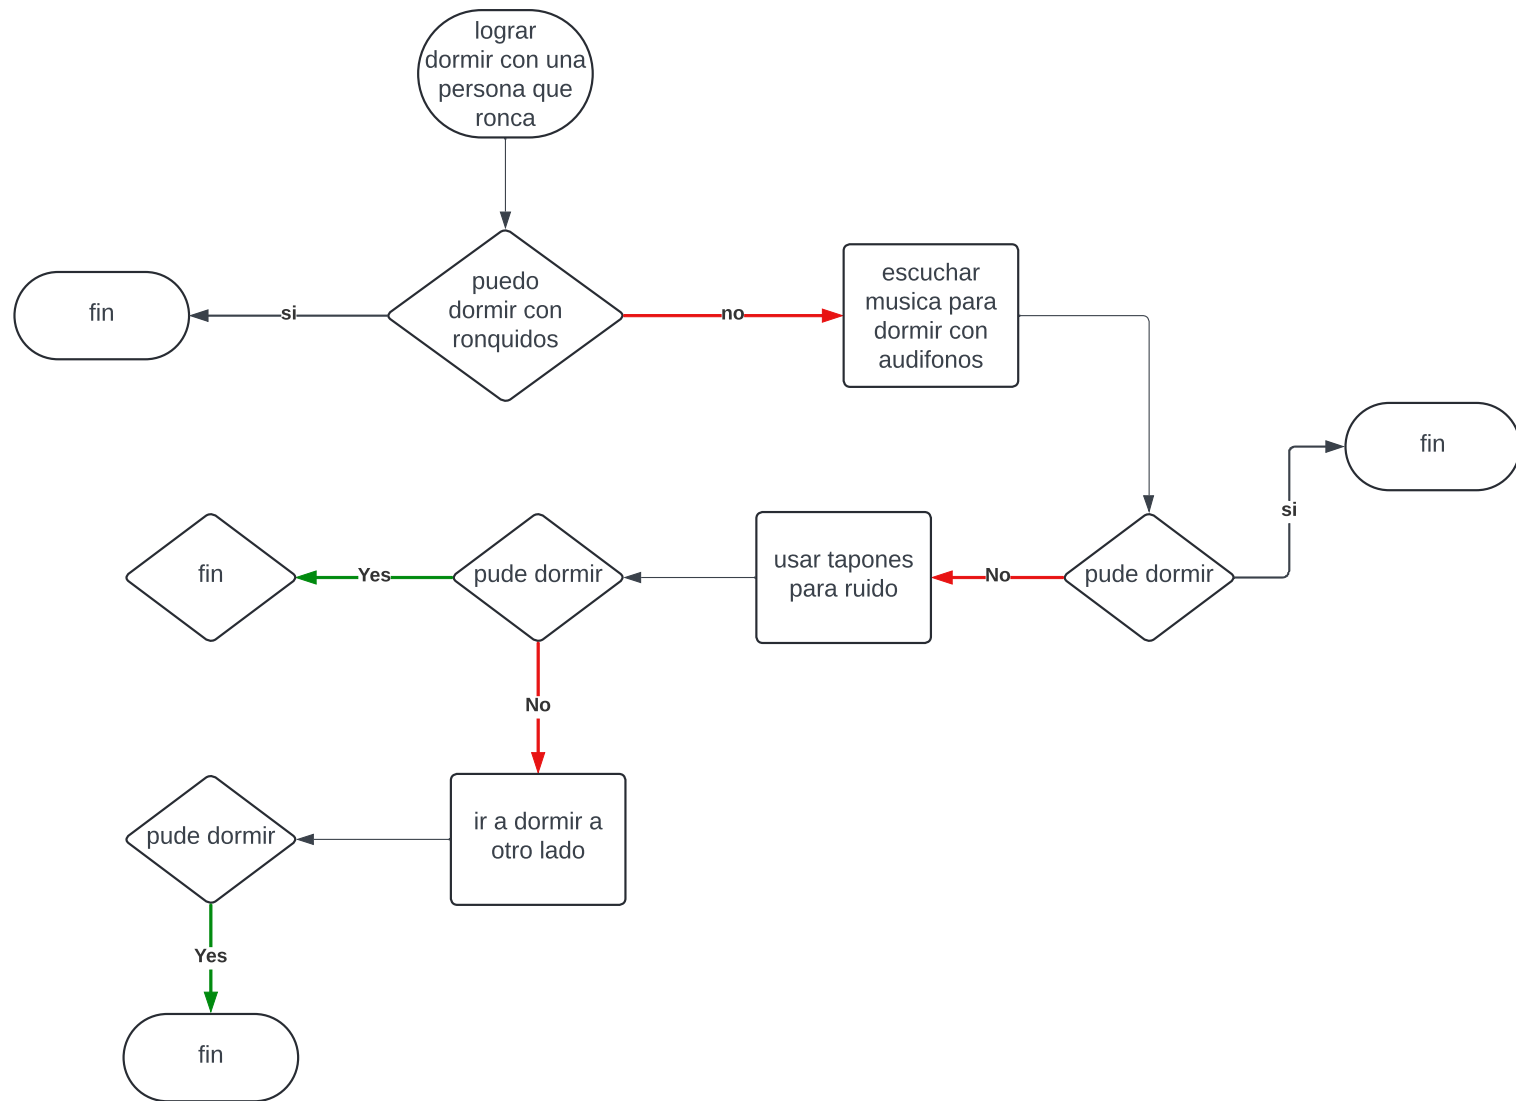 lograr
dormir con una
persona que
ronca
puedo
dormir con
ronquidos
si
fin
no
escuchar
musica para
dormir con
audifonos
pude dormir
si
fin
No
usar tapones
para ruido
pude dormir
Yes
fin
No
ir a dormir a
otro lado
pude dormir
Yes
fin